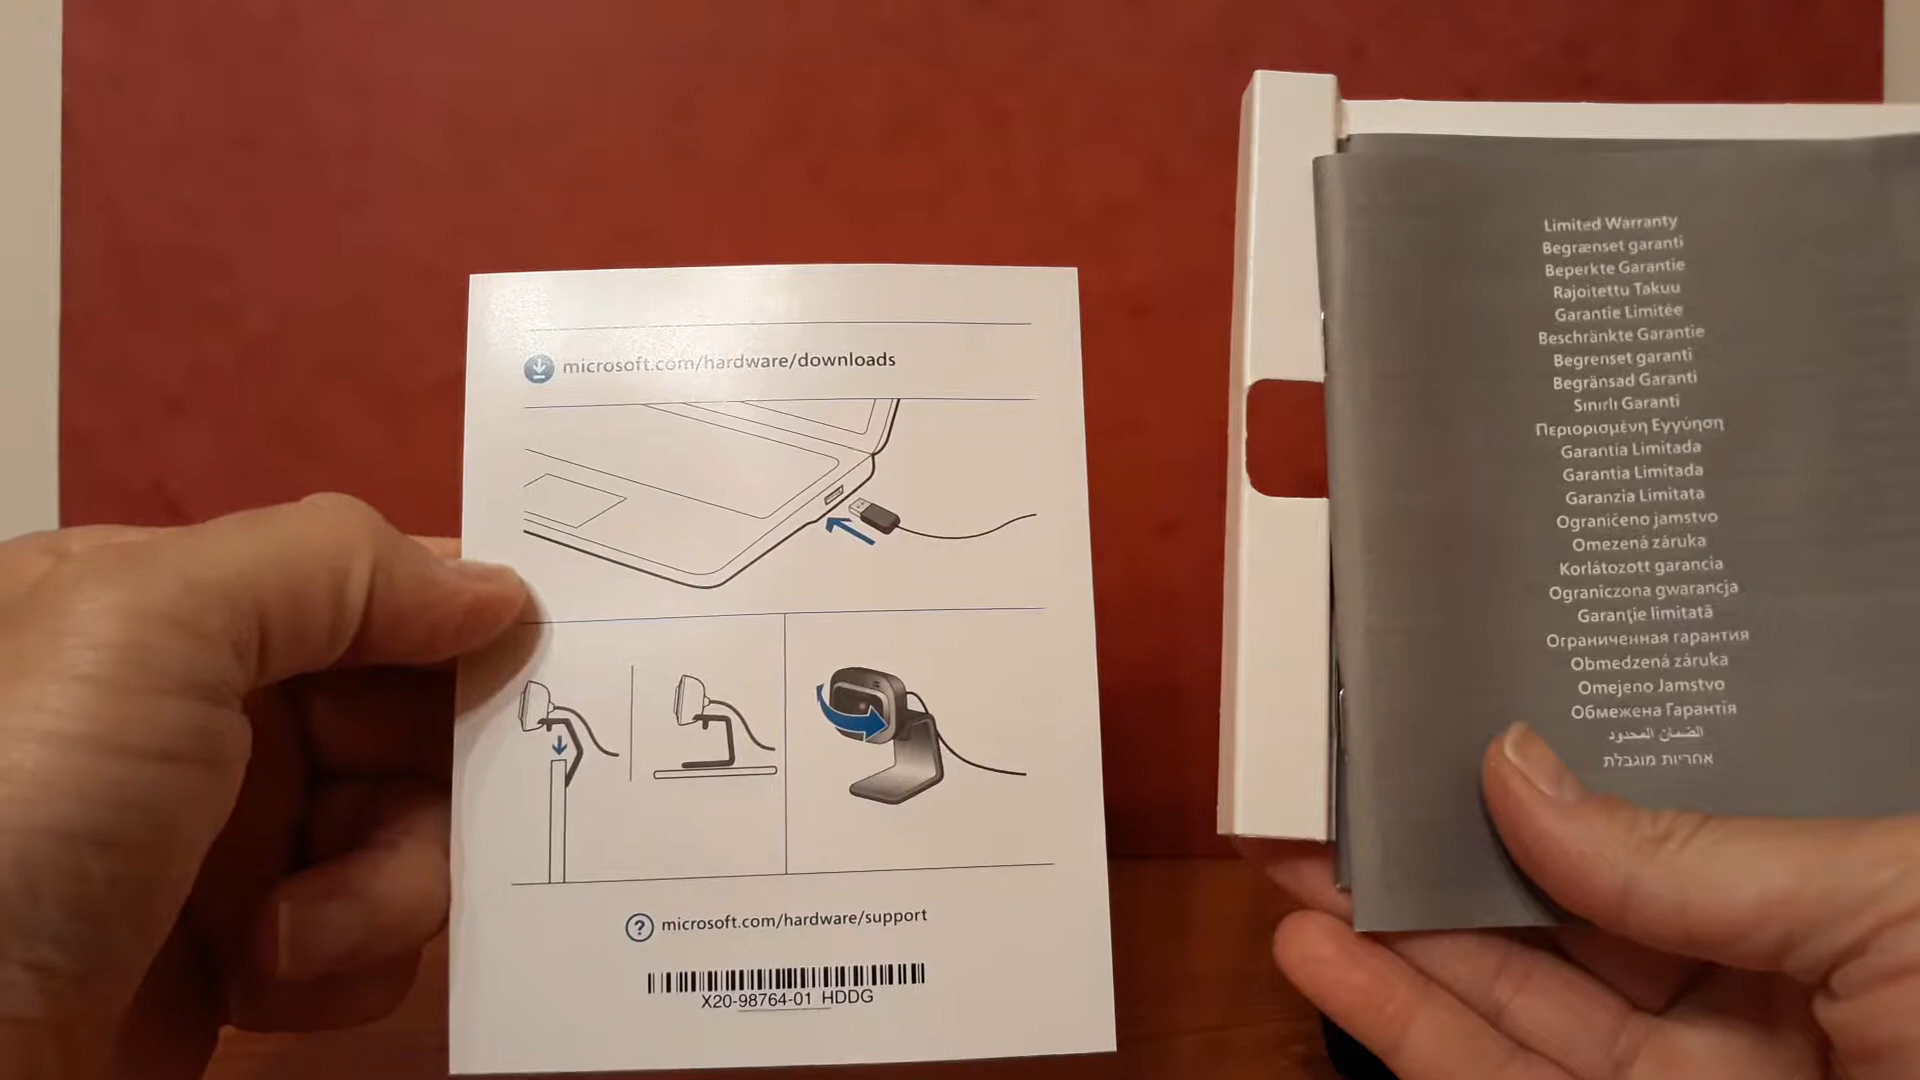 microsoft.com/hardware/downloads
?
microsoft.com/hardware/support
X20-98764-01 HDDG
Limited Warranty
Begrænset garanti
Beperkte Garantie
Rajoitettu Takuu
Garantie Limitée
Beschränkte Garantie
Begrenset garanti
Begränsad Garanti
Sınırlı Garanti
Περιορισμένη Εγγύηση
Garantía Limitada
Garantia Limitada
Garanzia Limitata
Ograničeno jamstvo
Omezená záruka
Korlátozott garancia
Ograniczona gwarancja
Garanţie limitată
Ограниченная гарантия
Obmedzená záruka
Omejeno Jamstvo
Обмежена Гарантія
الضمان المحدود
אחריות מוגבלת